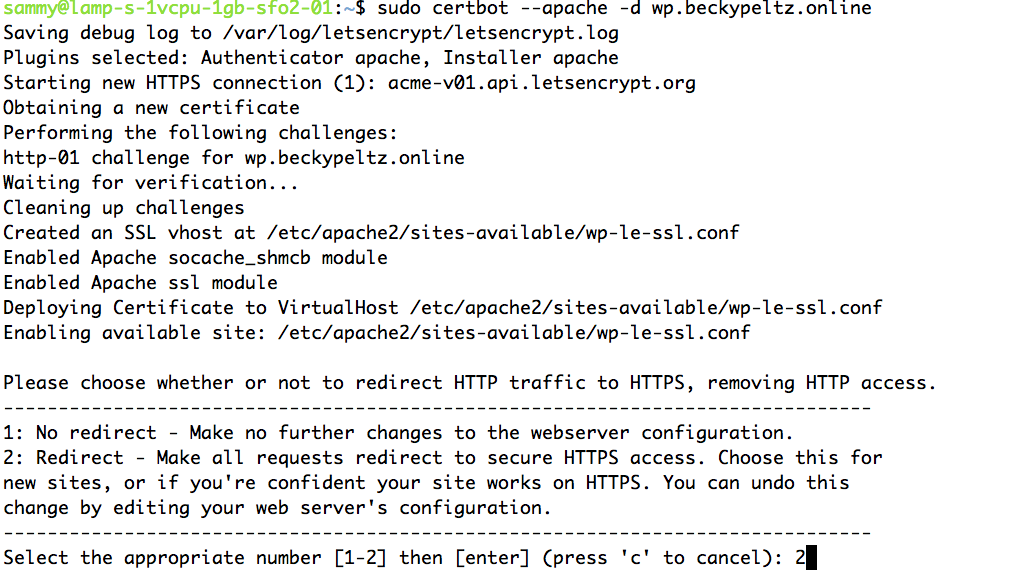 sammy@lamp-s-1vcpu-1gb-sfo2-01:~$ sudo certbot --apache -d wp.beckypeltz.online
Saving debug log to /var/log/letsencrypt/letsencrypt.log
Plugins selected: Authenticator apache, Installer apache
Starting new HTTPS connection (1): acme-v01.api.letsencrypt.org
Obtaining a new certificate
Performing the following challenges:
http-01 challenge for wp.beckypeltz.online
Waiting for verification...
Cleaning up challenges
Created an SSL vhost at /etc/apache2/sites-available/wp-le-ssl.conf
Enabled Apache socache_shmcb module
Enabled Apache ssl module
Deploying Certificate to VirtualHost /etc/apache2/sites-available/wp-le-ssl.conf
Enabling available site: /etc/apache2/sites-available/wp-le-ssl.conf

Please choose whether or not to redirect HTTP traffic to HTTPS, removing HTTP access.
-------------------------------------------------------------------------------
1: No redirect - Make no further changes to the webserver configuration.
2: Redirect - Make all requests redirect to secure HTTPS access. Choose this for
new sites, or if you're confident your site works on HTTPS. You can undo this
change by editing your web server's configuration.
-------------------------------------------------------------------------------
Select the appropriate number [1-2] then [enter] (press 'c' to cancel): 2